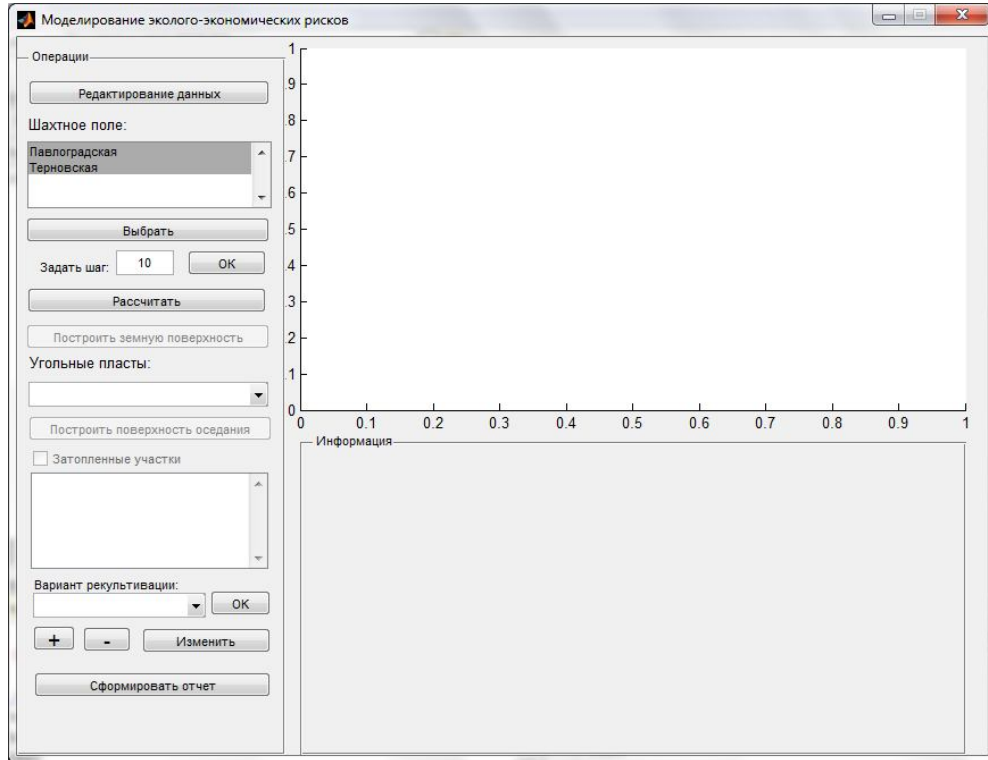 Моделирование эколого-экономических рисков
Операции
Редактирование данных
Шахтное поле:
Павлоградская
Терновская
Выбрать
Задать шаг: 10 OK
Рассчитать
Построить земную поверхность
Угольные пласты:
Построить поверхность оседания
Затопленные участки
Вариант рекультивации:
OK
+ - Изменить
Сформировать отчет
1
.9
.8
.7
.6
.5
.4
.3
.2
.1
0
0 0.1 0.2 0.3 0.4 0.5 0.6 0.7 0.8 0.9 1
Информация